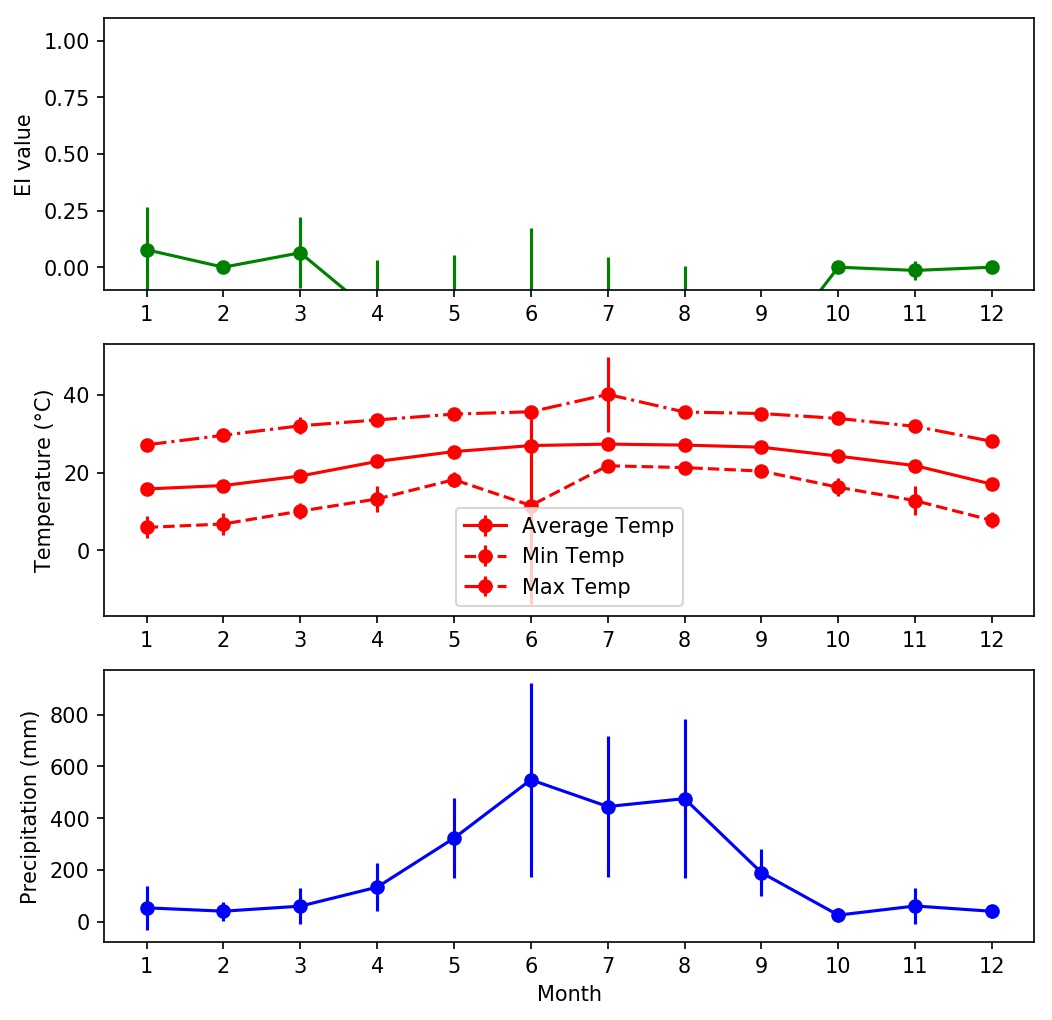 1.00
0.75
0.50
0.25
0.00
EI value
1 2 3 4 5 6 7 8 9 10 11 12
40
20
0
Temperature (°C)
Average Temp
Min Temp
Max Temp
1 2 3 4 5 6 7 8 9 10 11 12
800
600
400
200
0
Precipitation (mm)
1 2 3 4 5 6 7 8 9 10 11 12
Month